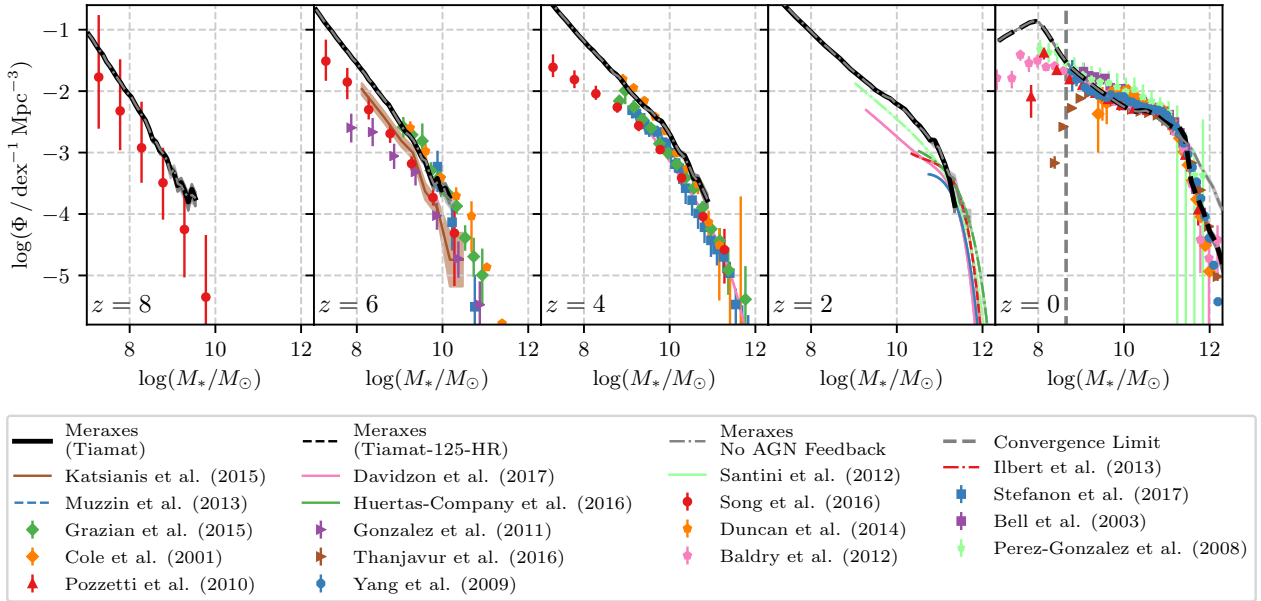 log(Φ / dex⁻¹ Mpc⁻³)
−1
−2
−3
−4
−5
z = 8
z = 6
z = 4
z = 2
z = 0
8 10 12
8 10 12
8 10 12
8 10 12
8 10 12
log(M∗/M⊙)
log(M∗/M⊙)
log(M∗/M⊙)
log(M∗/M⊙)
log(M∗/M⊙)
Meraxes
(Tiamat)
Katsianis et al. (2015)
Muzzin et al. (2013)
Grazian et al. (2015)
Cole et al. (2001)
Pozzetti et al. (2010)
Meraxes
(Tiamat-125-HR)
Davidzon et al. (2017)
Huertas-Company et al. (2016)
Gonzalez et al. (2011)
Thanjavur et al. (2016)
Yang et al. (2009)
Meraxes
No AGN Feedback
Santini et al. (2012)
Song et al. (2016)
Duncan et al. (2014)
Baldry et al. (2012)
Convergence Limit
Ilbert et al. (2013)
Stefanon et al. (2017)
Bell et al. (2003)
Perez-Gonzalez et al. (2008)